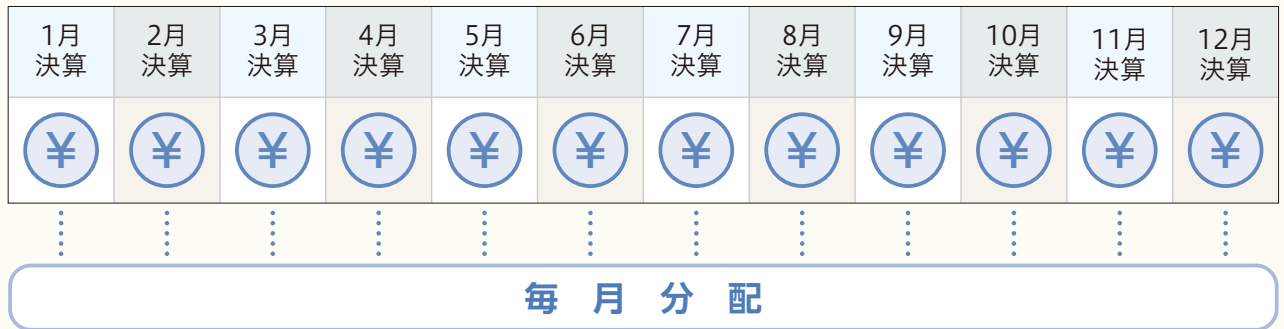 1月 2月 3月 4月 5月 6月 7月 8月 9月 10月 11月 12月
決算 決算 決算 決算 決算 決算 決算 決算 決算 決算 決算 決算
¥ ¥ ¥ ¥ ¥ ¥ ¥ ¥ ¥ ¥ ¥ ¥
毎月分配